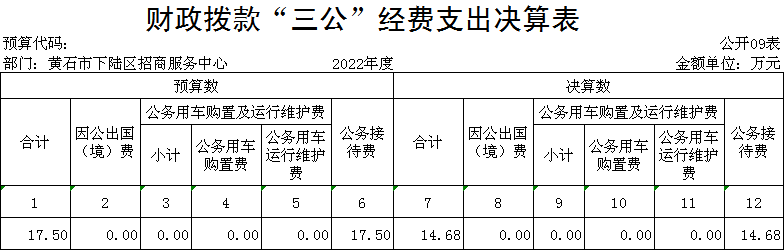 财政拨款“三公”经费支出决算表
预算代码： 公开09表
部门：黄石市下陆区招商服务中心 2022年度 金额单位：万元
预算数 决算数
合计 因公出国（境）费 公务用车购置及运行维护费 公务接待费 合计 因公出国（境）费 公务用车购置及运行维护费 公务接待费
小计 公务用车购置费 公务用车运行维护费 小计 公务用车购置费 公务用车运行维护费
1 2 3 4 5 6 7 8 9 10 11 12
17.50 0.00 0.00 0.00 0.00 17.50 14.68 0.00 0.00 0.00 0.00 14.68